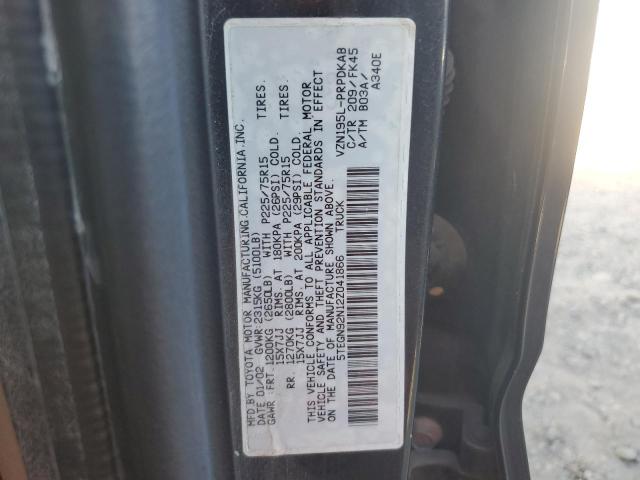 MFD BY TOYOTA MOTOR MANUFACTURING CALIFORNIA,INC.
DATE 01/02 GVWR 2315KG (5100LB)
GAWR :FRT. 1200KG (2650LB) WITH P225/75R15 TIRES.
15X7JJ RIMS. AT 180KPA (26PSI) COLD.
RR. 1270KG (2800LB) WITH P225/75R15 TIRES.
15X7JJ RIMS. AT 200KPA (29PSI) COLD.
THIS VEHICLE CONFORMS TO ALL APPLICABLE FEDERAL MOTOR
VEHICLE SAFETY AND THEFT PREVENTION STANDARDS IN EFFECT
ON THE DATE OF MANUFACTURE SHOWN ABOVE.
5TEGN92N12Z041866 TRUCK
VZN195L-PRPDKAB
C/TR 209/FK45
A/TM B03A/
A340E